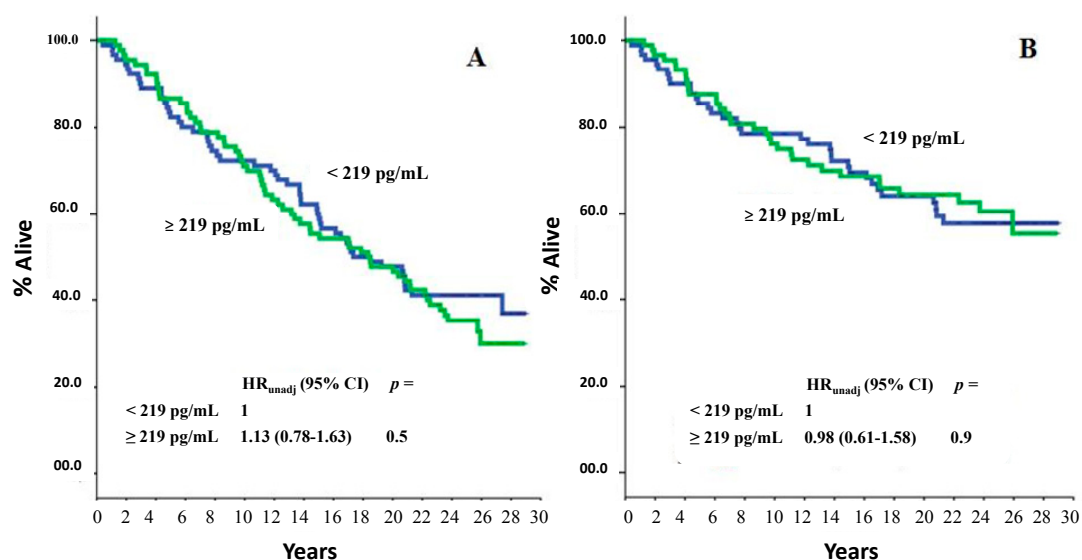 A
100.0
80.0
60.0
40.0
20.0
00.0
% Alive
< 219 pg/mL
≥ 219 pg/mL
HRunadj (95% CI) p =
< 219 pg/mL 1
≥ 219 pg/mL 1.13 (0.78-1.63) 0.5
0 2 4 6 8 10 12 14 16 18 20 22 24 26 28 30
Years
B
100.0
80.0
60.0
40.0
20.0
00.0
% Alive
< 219 pg/mL
≥ 219 pg/mL
HRunadj (95% CI) p =
< 219 pg/mL 1
≥ 219 pg/mL 0.98 (0.61-1.58) 0.9
0 2 4 6 8 10 12 14 16 18 20 22 24 26 28 30
Years